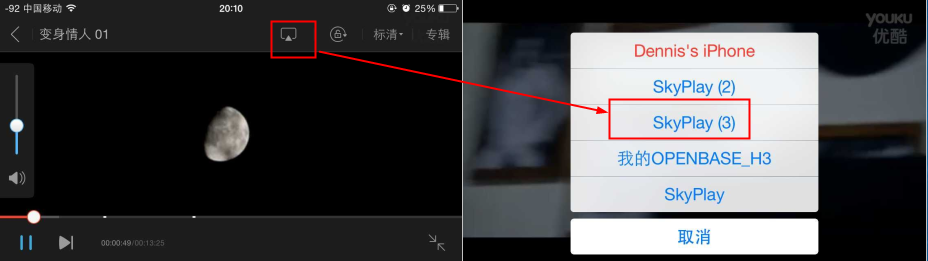 -92 中国移动 20:10 25%
变身情人 01 标清 专辑
00:00:49/00:13:25
YOUKU
优酷
Dennis's iPhone
SkyPlay (2)
SkyPlay (3)
我的OPENBASE_H3
SkyPlay
取消